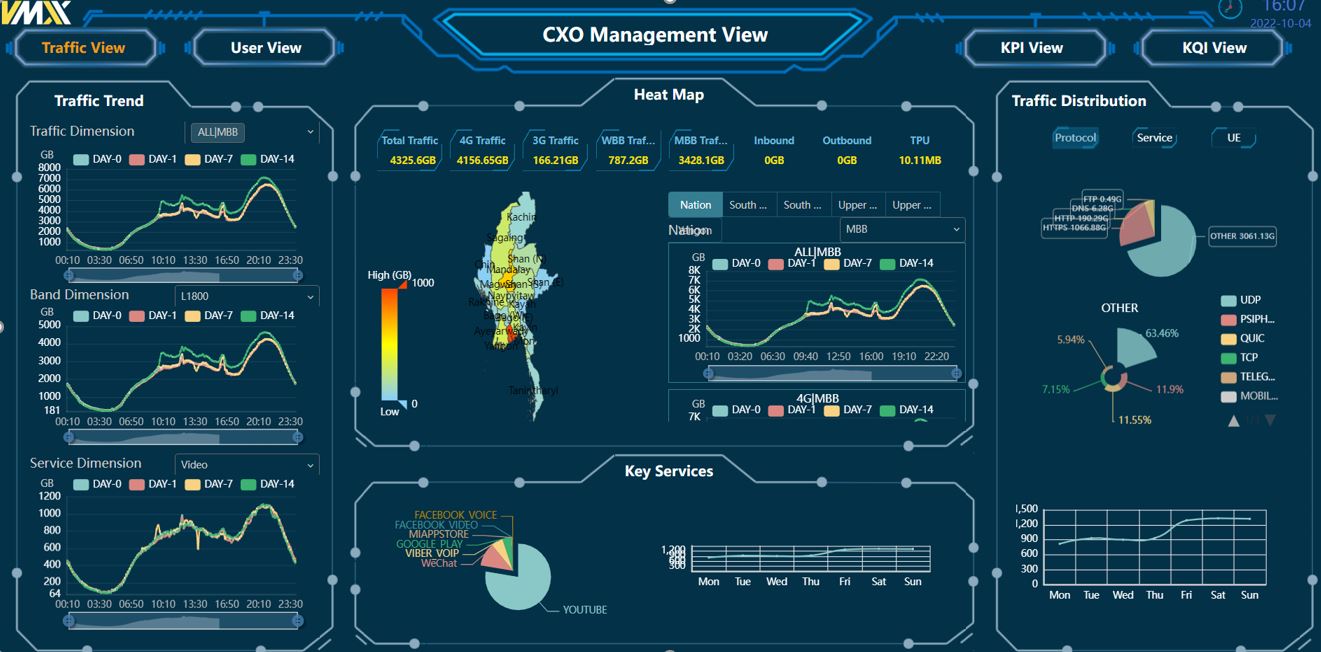 VMX
CXO Management View
16:07
2022-10-04
Traffic View
User View
KPI View
KQI View
Traffic Trend
Traffic Dimension
ALL|MBB
GB
DAY-0 DAY-1 DAY-7 DAY-14
8000
7000
6000
5000
4000
3000
2000
1000
00:10 03:30 06:50 10:10 13:30 16:50 20:10 23:30
Band Dimension
L1800
GB
DAY-0 DAY-1 DAY-7 DAY-14
5000
4000
3000
2000
1000
181
00:10 03:30 06:50 10:10 13:30 16:50 20:10 23:30
Service Dimension
Video
GB
DAY-0 DAY-1 DAY-7 DAY-14
1200
1000
800
600
400
200
64
00:10 03:30 06:50 10:10 13:30 16:50 20:10 23:30
Heat Map
Total Traffic 4G Traffic 3G Traffic WBB Traf... MBB Traf... Inbound Outbound TPU
4325.6GB 4156.65GB 166.21GB 787.2GB 3428.1GB 0GB 0GB 10.11MB
High (GB)
1000
0
Low
Kachin
Sagaing
Chin
Shan (N)
Mandalay
Shan (E)
Kayah
Tanintharyi
Nation South ... South ... Upper ... Upper ...
Nation
MBB
ALL|MBB
GB
DAY-0 DAY-1 DAY-7 DAY-14
8K
7K
6K
5K
4K
3K
2K
1000
00:10 03:20 06:30 09:40 12:50 16:00 19:10 22:20
4G|MBB
GB
DAY-0 DAY-1 DAY-7 DAY-14
7K
Key Services
FACEBOOK VOICE
FACEBOOK VIDEO
MIAPPSTORE
GOOGLE PLAY
VIBER VOIP
WeChat
YOUTUBE
1,200
900
600
300
Mon Tue Wed Thu Fri Sat Sun
Traffic Distribution
Protocol Service UE
FTP 0.49G
DNS 6.28G
HTTP 190.29G
HTTPS 1066.88G
OTHER 3061.13G
OTHER
63.46%
5.94%
7.15%
11.9%
11.55%
UDP
PSIPH...
QUIC
TCP
TELEG...
MOBIL...
1,500
1,200
900
600
300
0
Mon Tue Wed Thu Fri Sat Sun